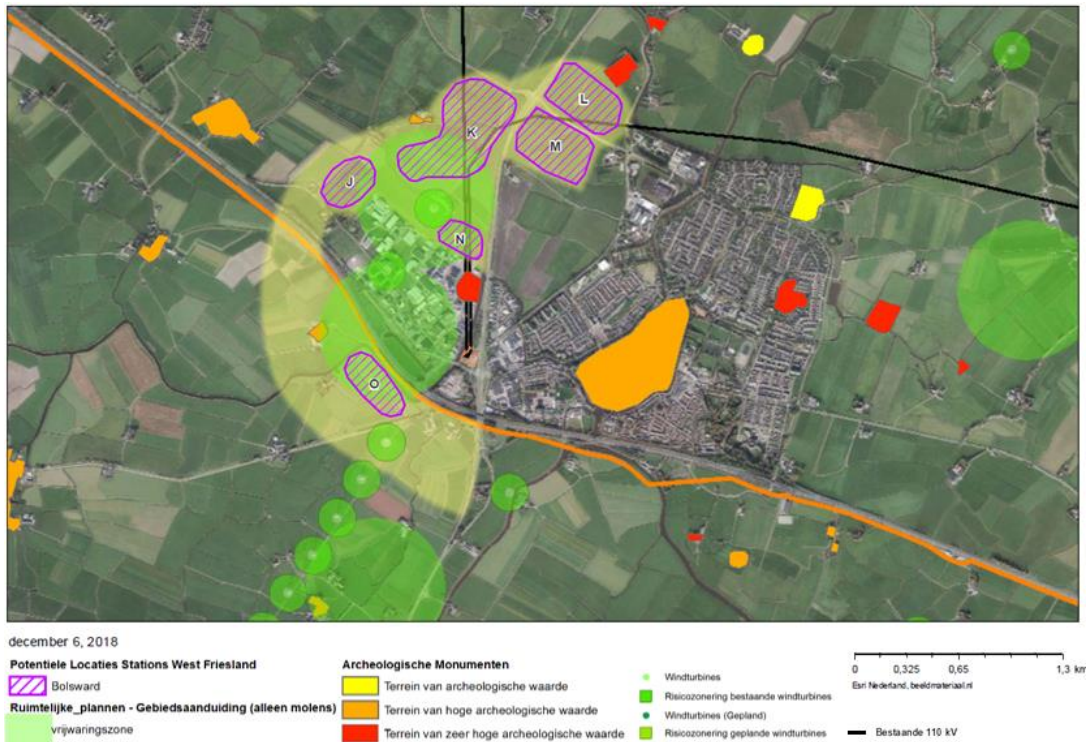 K
L
M
J
N
O
december 6, 2018
Potentiele Locaties Stations West Friesland
Bolsward
Ruimtelijke_plannen - Gebiedsaanduiding (alleen molens)
vrijwaringszone
Archeologische Monumenten
Terrein van archeologische waarde
Terrein van hoge archeologische waarde
Terrein van zeer hoge archeologische waarde
Windturbines
Risicozonering bestaande windturbines
Windturbines (Gepland)
Risicozonering geplande windturbines
0 0,325 0,65 1,3 km
Esri Nederland, beeldmateriaal.nl
Bestaande 110 kV